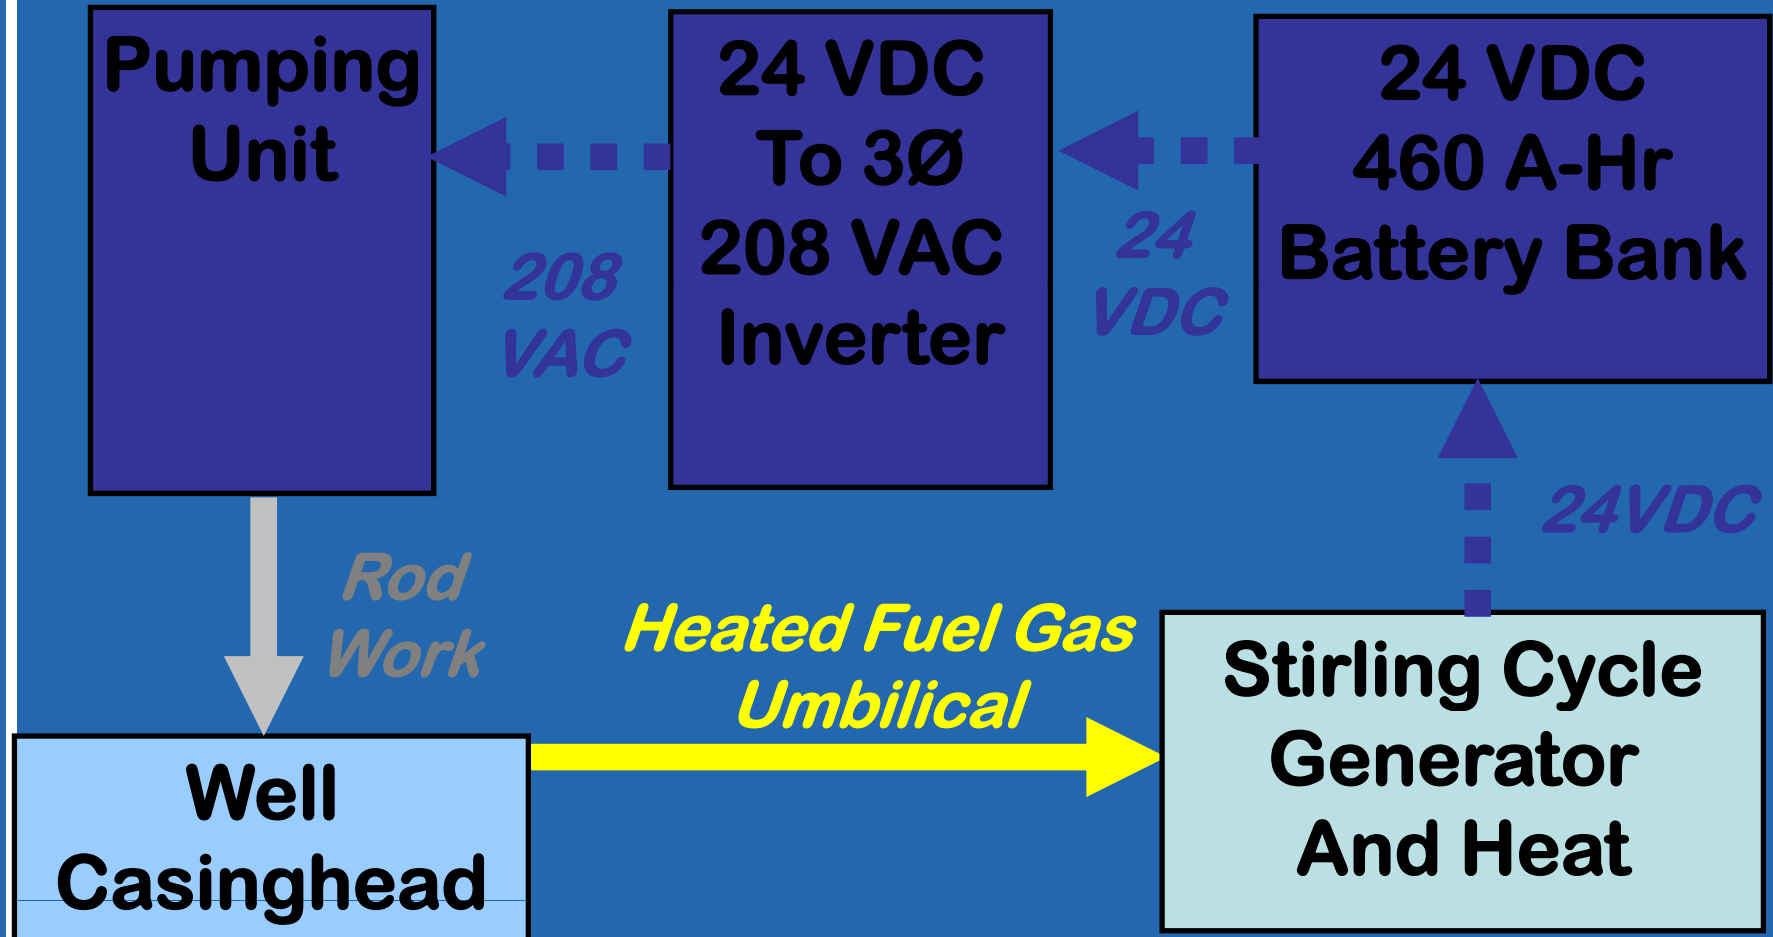 Pumping
Unit
24 VDC
To 3Ø
208 VAC
Inverter
24 VDC
460 A-Hr
Battery Bank
208
VAC
24
VDC
24VDC
Rod
Work
Heated Fuel Gas
Umbilical
Well
Casinghead
Stirling Cycle
Generator
And Heat